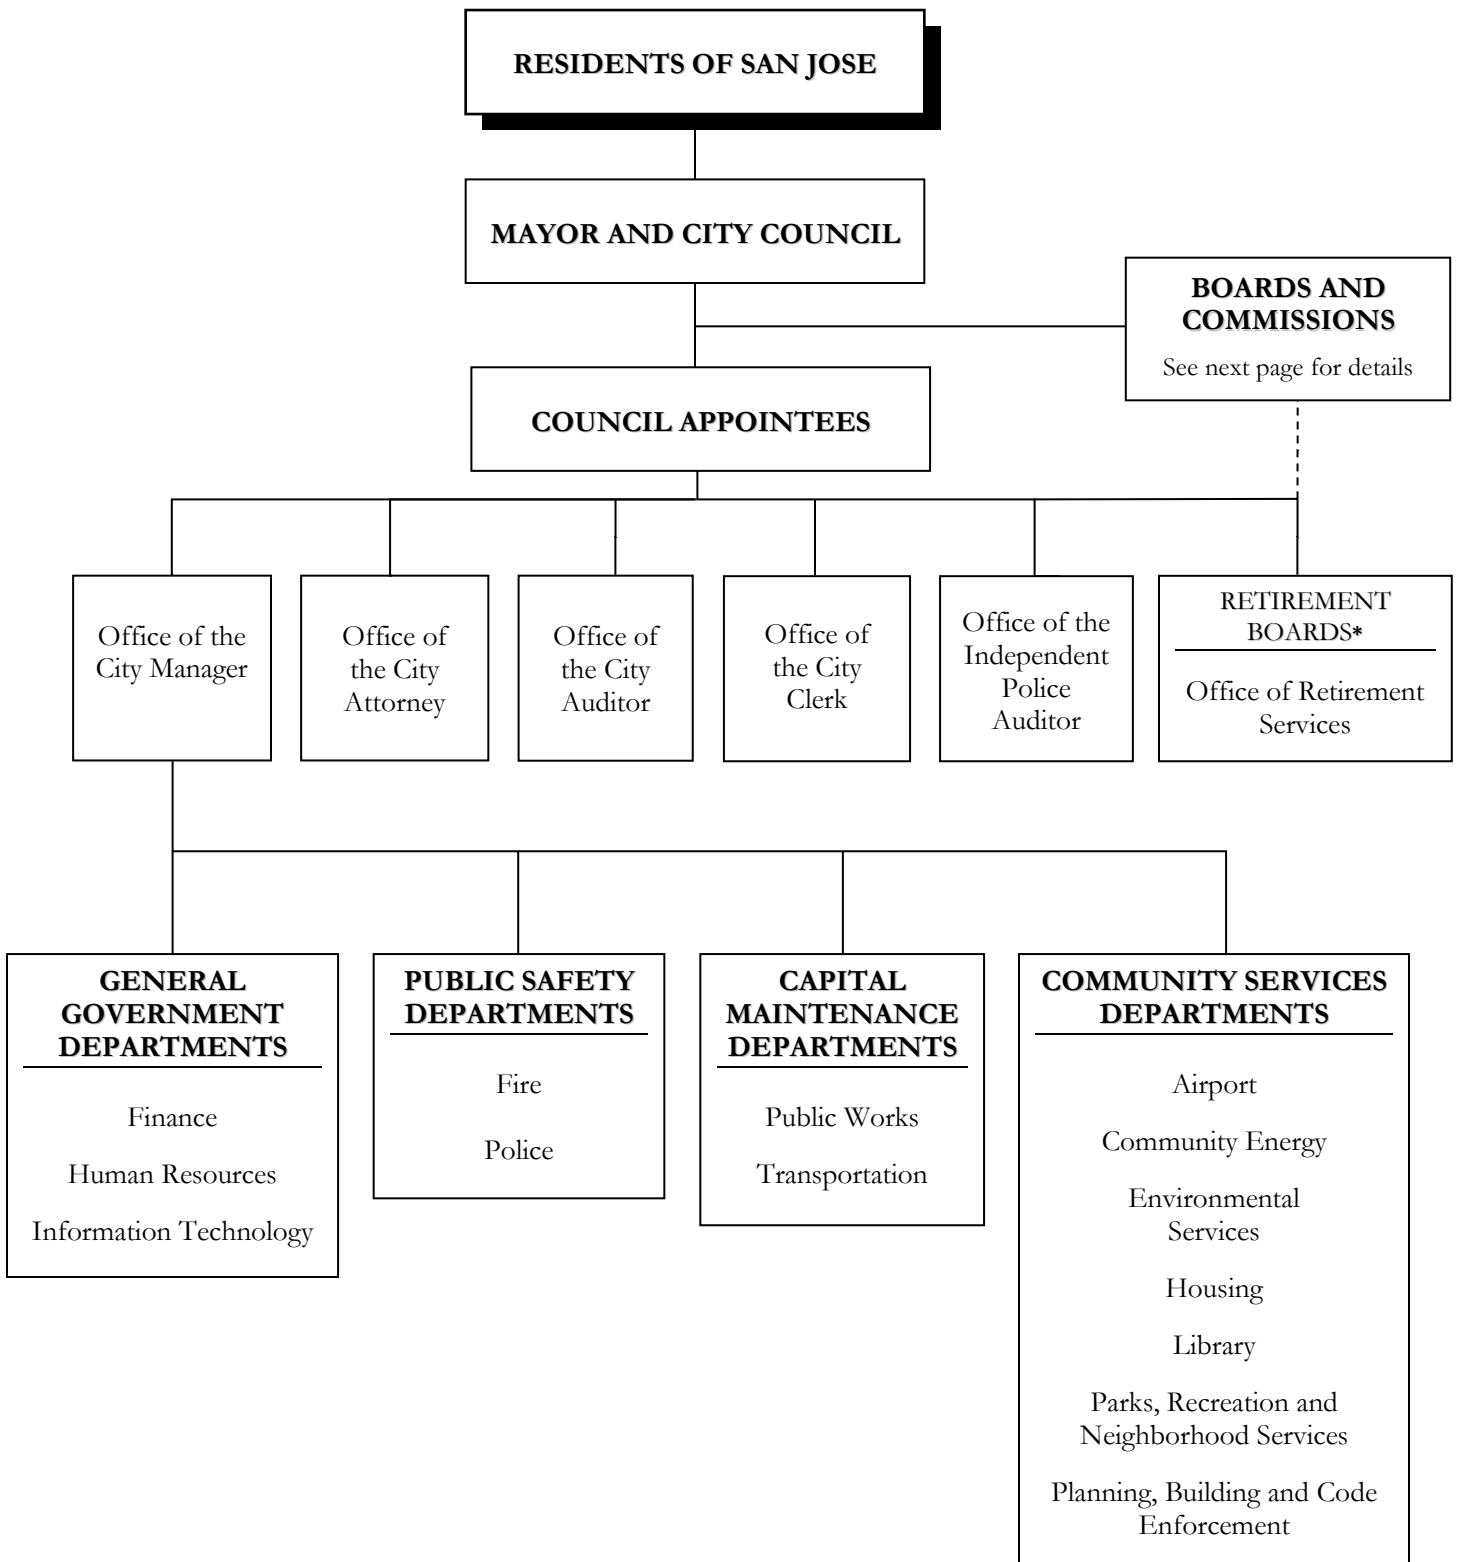 RESIDENTS OF SAN JOSE
MAYOR AND CITY COUNCIL
BOARDS AND
COMMISSIONS
See next page for details
COUNCIL APPOINTEES
Office of the
City Manager
Office of
the City
Attorney
Office of
the City
Auditor
Office of
the City
Clerk
Office of the
Independent
Police
Auditor
RETIREMENT
BOARDS*
Office of Retirement
Services
GENERAL
GOVERNMENT
DEPARTMENTS
Finance
Human Resources
Information Technology
PUBLIC SAFETY
DEPARTMENTS
Fire
Police
CAPITAL
MAINTENANCE
DEPARTMENTS
Public Works
Transportation
COMMUNITY SERVICES
DEPARTMENTS
Airport
Community Energy
Environmental
Services
Housing
Library
Parks, Recreation and
Neighborhood Services
Planning, Building and Code
Enforcement